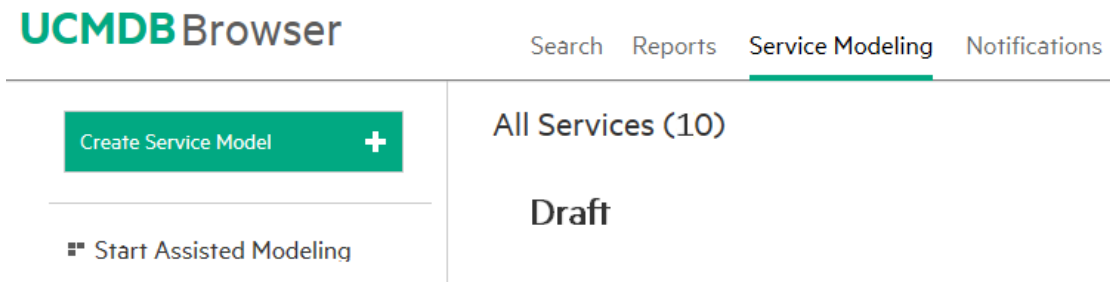 UCMDB Browser
Search Reports Service Modeling Notifications
Create Service Model
All Services (10)
Draft
Start Assisted Modeling